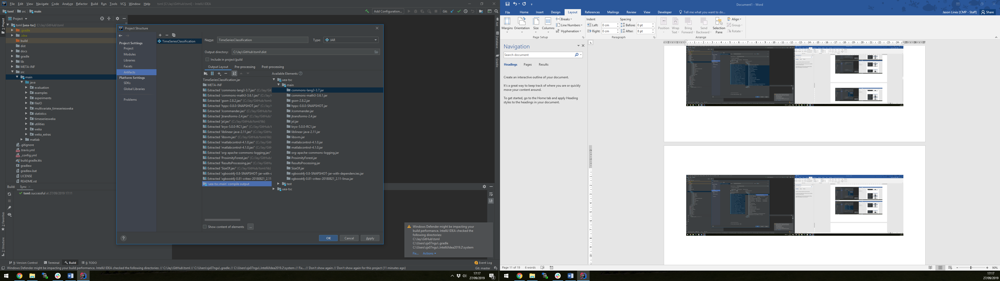 File Edit View Navigate Code Analyze Refactor Build Run Tools VCS Window Help tsml [C:\Jay\GitHub\tsml] - IntelliJ IDEA
tsml src main
Add Configuration...
Git:
Project
1: Project
tsml [uea-tsc] C:\Jay\GitHub\tsml
.gradle
.idea
build
dist
docs
gradle
lib
META-INF
src
main
java
evaluation
examples
experiments
fileIO
multivariate_timeseriesweka
statistics
timeseriesweka
utilities
weka
weka_extras
matlab
.gitignore
.travis.yml
_config.yml
build.gradle.kts
gradlew
gradlew.bat
LICENSE
README.rst
Ant
Database
Gradle
Project Structure
Project Settings
Project
Modules
Libraries
Facets
Artifacts
Platform Settings
SDKs
Global Libraries
Problems
TimeSeriesClassification
Name: TimeSeriesClassification
Type: JAR
Output directory: C:\Jay\GitHub\tsml\dist
Include in project build
Output Layout Pre-processing Post-processing
Available Elements
TimeSeriesClassification.jar
META-INF
Extracted 'commons-lang3-3.7.jar/' (C:/Jay/Git
Extracted 'commons-math3-3.6.1.jar/' (C:/Jay/
Extracted 'gson-2.8.2.jar/' (C:/Jay/GitHub/tsml/
Extracted 'hppc-0.8.0-SNAPSHOT.jar/' (C:/Jay/
Extracted 'Jcommander.jar/' (C:/Jay/GitHub/tsr
Extracted 'jtransforms-2.4.jar/' (C:/Jay/GitHub/
Extracted 'jxl.jar/' (C:/Jay/GitHub/tsml/lib)
Extracted 'kryo-5.0.0-RC1.jar/' (C:/Jay/GitHub/t
Extracted 'liblinear-java-2.11.jar/' (C:/Jay/GitHu
Extracted 'libsvm.jar/' (C:/Jay/GitHub/tsml/lib)
Extracted 'matlabcontrol-4.1.0.jar/' (C:/Jay/GitH
Extracted 'matlabcontrol-4.1.0.jar/' (C:/Jay/GitH
Extracted 'org-apache-commons-logging.jar/'
Extracted 'ProximityForest.jar/' (C:/Jay/GitHub/
Extracted 'ResultsProcessing.jar/' (C:/Jay/GitHu
Extracted 'SizeOf.jar/' (C:/Jay/GitHub/tsml/lib)
Extracted 'xgboost4j-0.8-SNAPSHOT-jar-with-d
Extracted 'xgboost4j-0.81-criteo-20180821_2.11
'uea-tsc.main' compile output
uea-tsc
main
commons-lang3-3.7.jar
commons-math3-3.6.1.jar
gson-2.8.2.jar
hppc-0.8.0-SNAPSHOT.jar
Jcommander.jar
jtransforms-2.4.jar
jxl.jar
kryo-5.0.0-RC1.jar
liblinear-java-2.11.jar
libsvm.jar
matlabcontrol-4.1.0.jar
matlabcontrol-4.1.0.jar
org-apache-commons-logging.jar
ProximityForest.jar
ResultsProcessing.jar
SizeOf.jar
xgboost4j-0.8-SNAPSHOT-jar-with-dependencies.jar
xgboost4j-0.81-criteo-20180821_2.11-linux.jar
test
uea-tsc
Show content of elements ...
OK Cancel Apply
Build: Sync
tsml: successful at 27/09/2019 17:11
2: Favorites
7: Structure
Windows Defender might be impacting your
build performance. IntelliJ IDEA checked the
following directories:
C:\Jay\GitHub\tsml
C:\Users\sjx07ngu\.gradle
C:\Users\sjx07ngu\.IntelliJIdea2019.2\system
Fix... Actions
9: Version Control Terminal Build 6: TODO
2 Event Log
Windows Defender might be impacting your build performance. IntelliJ IDEA checked the following directories: // C:\Jay\GitHub\tsml // C:\Users\sjx07ngu\.gradle // C:\Users\sjx07ngu\.IntelliJIdea2019.2\system // Fix... // Don't show again // Don't show again for this project (11 minutes ago)
Git: master
17:17
27/09/2019
2
Document1 - Word
File Home Insert Design Layout References Mailings Review View Developer Tell me what you want to do...
Jason Lines (CMP - Staff) Share
Margins Orientation Size Columns
Breaks
Line Numbers
Hyphenation
Page Setup
Indent
Left: 0 cm
Right: 0 cm
Spacing
Before: 0 pt
After: 8 pt
Paragraph
Position Wrap Text Bring Forward Send Backward Selection Pane
Align
Group
Rotate
Arrange
Navigation
Search document
Headings Pages Results
Create an interactive outline of your document.
It's a great way to keep track of where you are or quickly
move your content around.
To get started, go to the Home tab and apply Heading
styles to the headings in your document.
Page 11 of 19 6 words
90%
17:17
27/09/2019